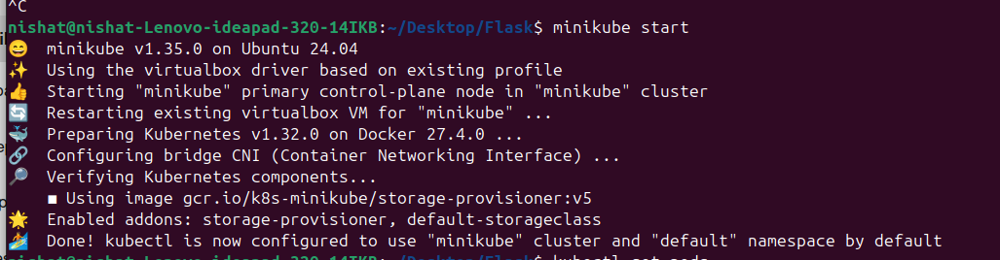 ^C
nishat@nishat-Lenovo-ideapad-320-14IKB:~/Desktop/Flask$ minikube start
😄 minikube v1.35.0 on Ubuntu 24.04
✨ Using the virtualbox driver based on existing profile
👍 Starting "minikube" primary control-plane node in "minikube" cluster
🔄 Restarting existing virtualbox VM for "minikube" ...
🐳 Preparing Kubernetes v1.32.0 on Docker 27.4.0 ...
🔗 Configuring bridge CNI (Container Networking Interface) ...
🔎 Verifying Kubernetes components...
▪ Using image gcr.io/k8s-minikube/storage-provisioner:v5
🌟 Enabled addons: storage-provisioner, default-storageclass
🏄 Done! kubectl is now configured to use "minikube" cluster and "default" namespace by default
nishat@nishat-Lenovo-ideapad-320-14IKB:~/Desktop/Flask$ kubectl get pods